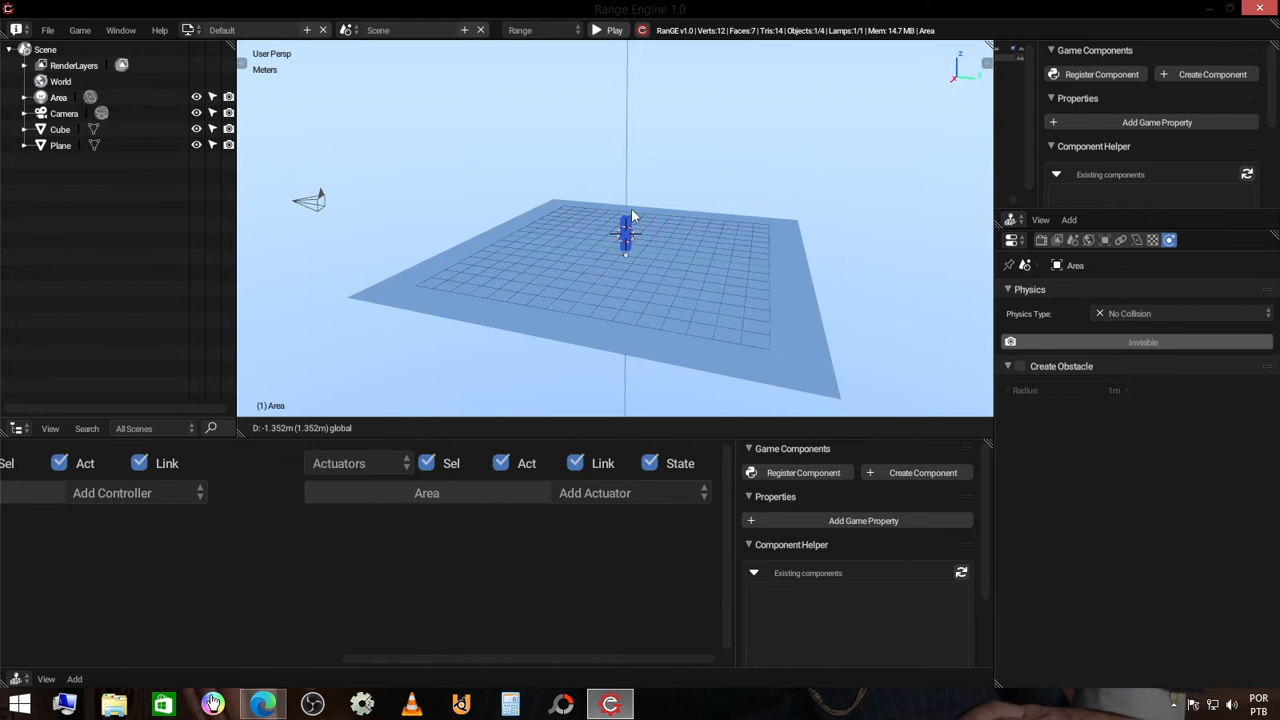 Range Engine 1.0
File Game Window Help Default Scene Range Play RanGE v1.0 | Verts:12 | Faces:7 | Tris:14 | Objects:1/4 | Lamps:1/1 | Mem: 14.7 MB | Area
Scene
RenderLayers
World
Area
Camera
Cube
Plane
View Search All Scenes
User Persp
Meters
z
y
x
(1) Area
D: -1.352m (1.352m) global
Game Components
Register Component Create Component
Properties
Add Game Property
Component Helper
Existing components
View Add
Area
Physics
Physics Type: No Collision
Invisible
Create Obstacle
Radius: 1m
Sel Act Link Actuators Sel Act Link State
Add Controller Area Add Actuator
Game Components
Register Component Create Component
Properties
Add Game Property
Component Helper
Existing components
View Add
POR
PTB